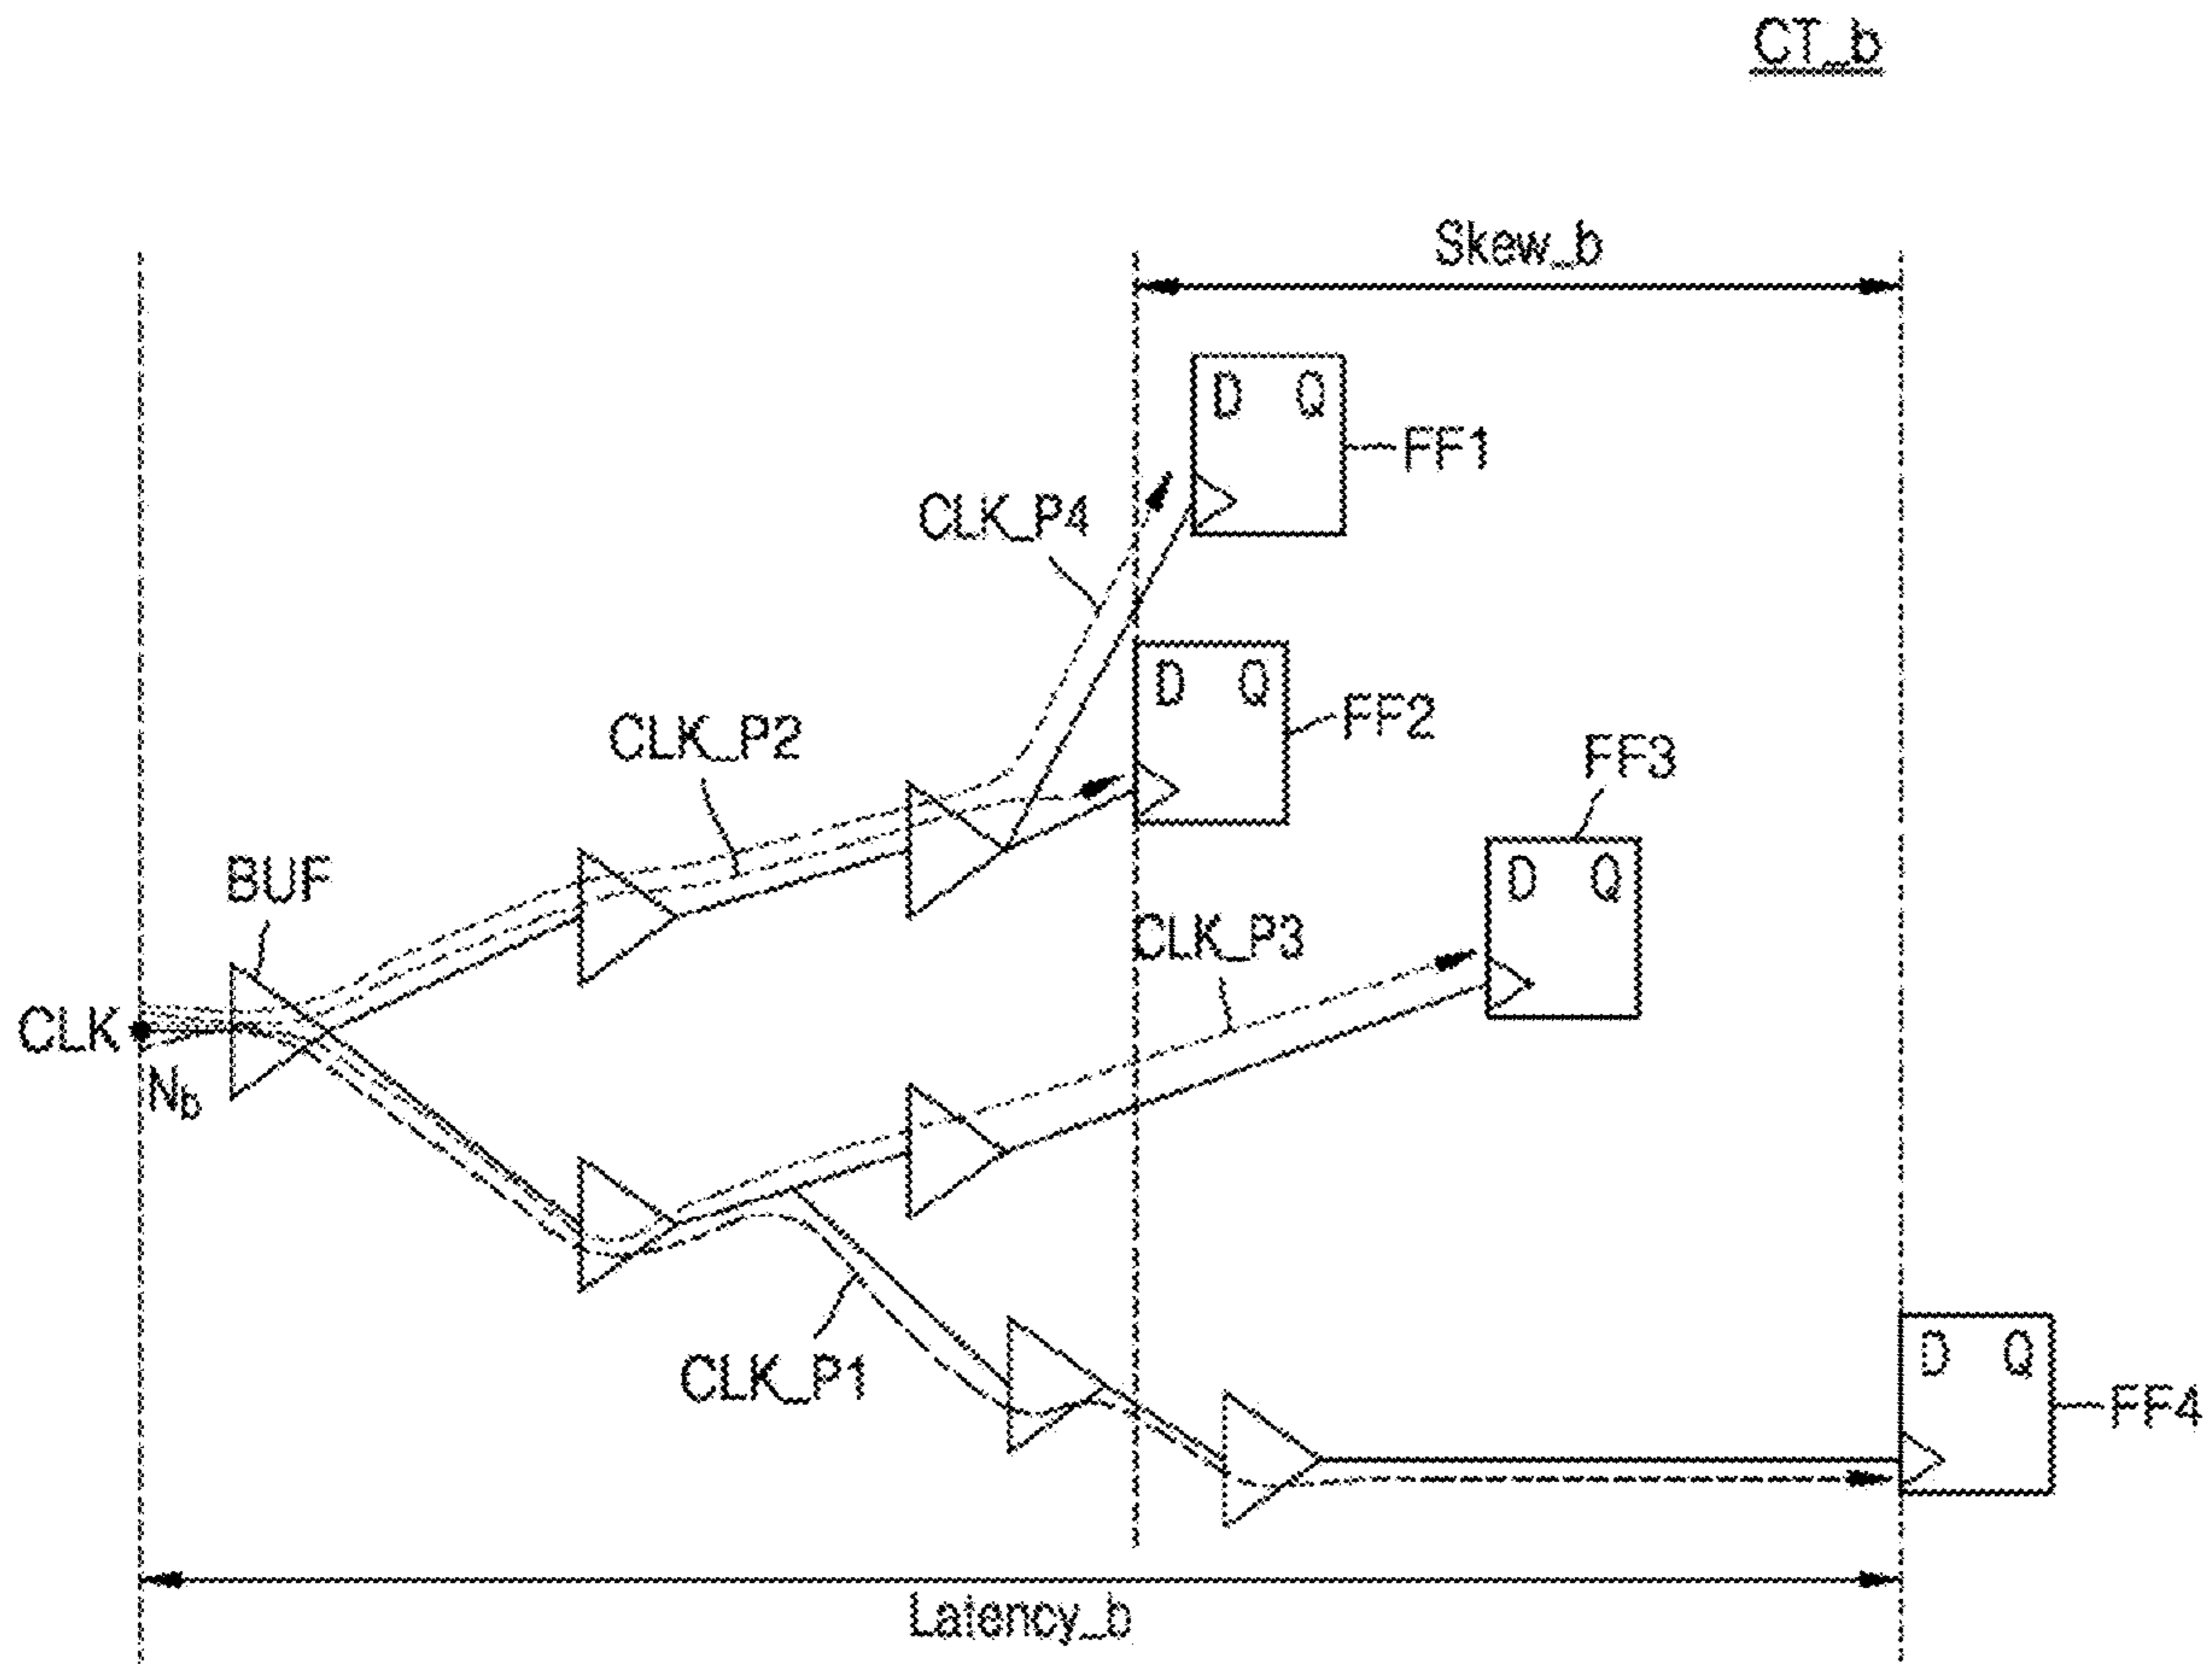 CT_b
Skew_b
D Q
FF1
CLK_P4
D Q
FF2
CLK_P2
FF3
D Q
BUF
CLK_P3
CLK
Nb
D Q
CLK_P1
FF4
Latency_b